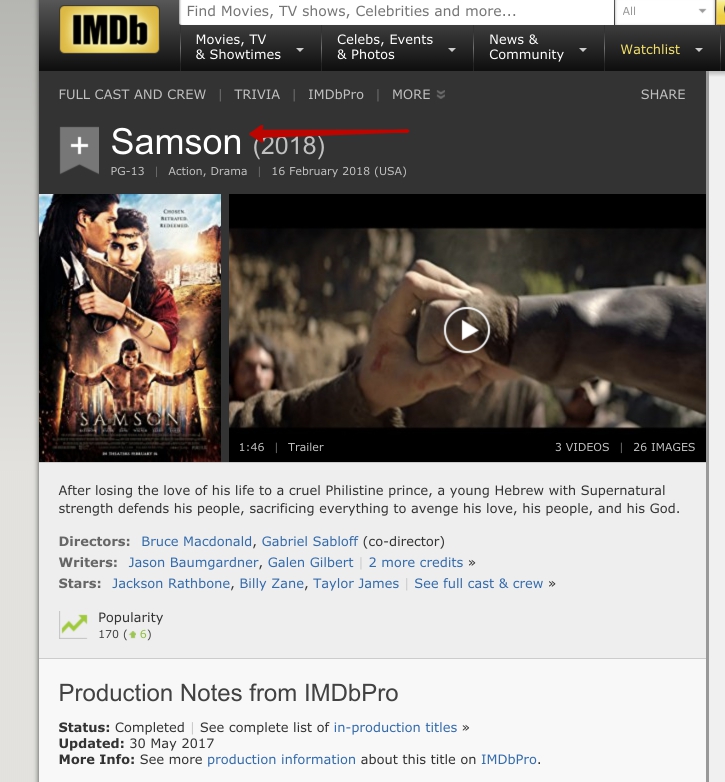 IMDb
Find Movies, TV shows, Celebrities and more...
All
Movies, TV
& Showtimes
Celebs, Events
& Photos
News &
Community
Watchlist
FULL CAST AND CREW | TRIVIA | IMDbPro | MORE
SHARE
+ Samson (2018)
PG-13 | Action, Drama | 16 February 2018 (USA)
CHOSEN.
BETRAYED.
REDEEMED.
SAMSON
IN THEATERS FEBRUARY 16
1:46 | Trailer
3 VIDEOS | 26 IMAGES
After losing the love of his life to a cruel Philistine prince, a young Hebrew with Supernatural
strength defends his people, sacrificing everything to avenge his love, his people, and his God.
Directors: Bruce Macdonald, Gabriel Sabloff (co-director)
Writers: Jason Baumgardner, Galen Gilbert | 2 more credits »
Stars: Jackson Rathbone, Billy Zane, Taylor James | See full cast & crew »
Popularity
170 (6)
Production Notes from IMDbPro
Status: Completed | See complete list of in-production titles »
Updated: 30 May 2017
More Info: See more production information about this title on IMDbPro.